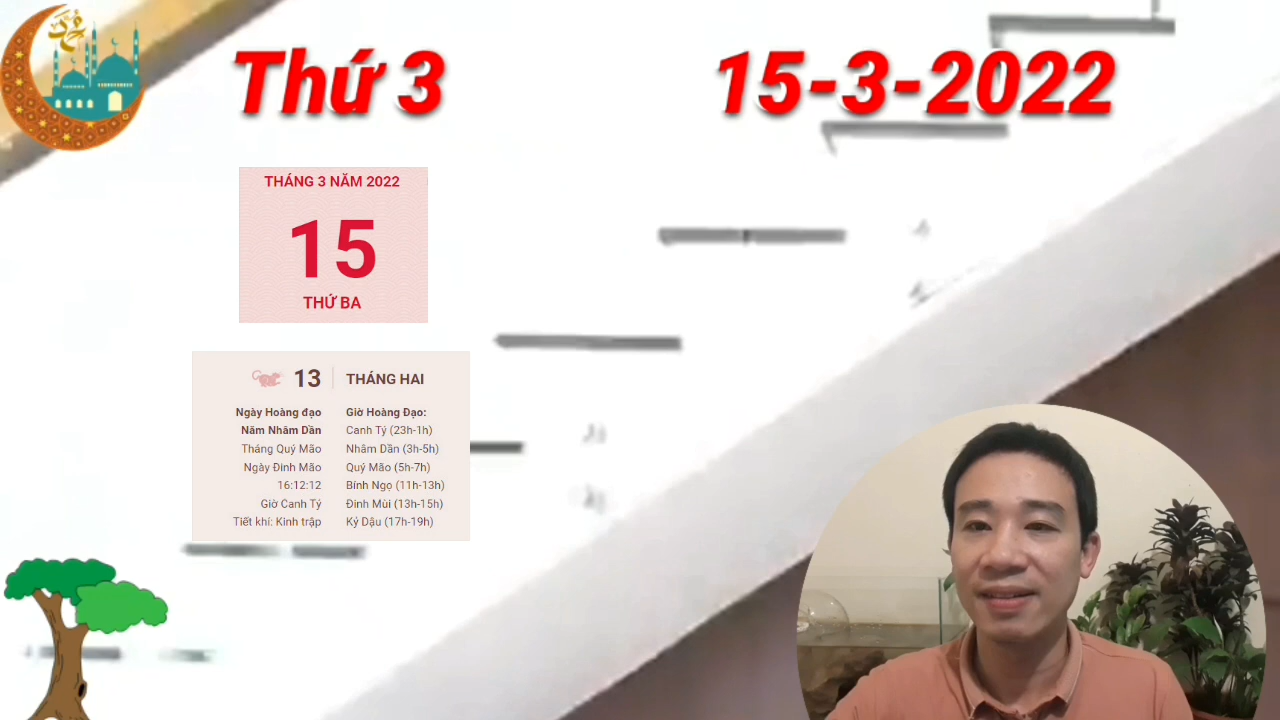 Thứ 3
15-3-2022
THÁNG 3 NĂM 2022
15
THỨ BA
13 THÁNG HAI
Ngày Hoàng đạo
Năm Nhâm Dần
Tháng Quý Mão
Ngày Đinh Mão
16:12:12
Giờ Canh Tý
Tiết khí: Kinh trập
Giờ Hoàng Đạo:
Canh Tý (23h-1h)
Nhâm Dần (3h-5h)
Quý Mão (5h-7h)
Bính Ngọ (11h-13h)
Đinh Mùi (13h-15h)
Kỷ Dậu (17h-19h)